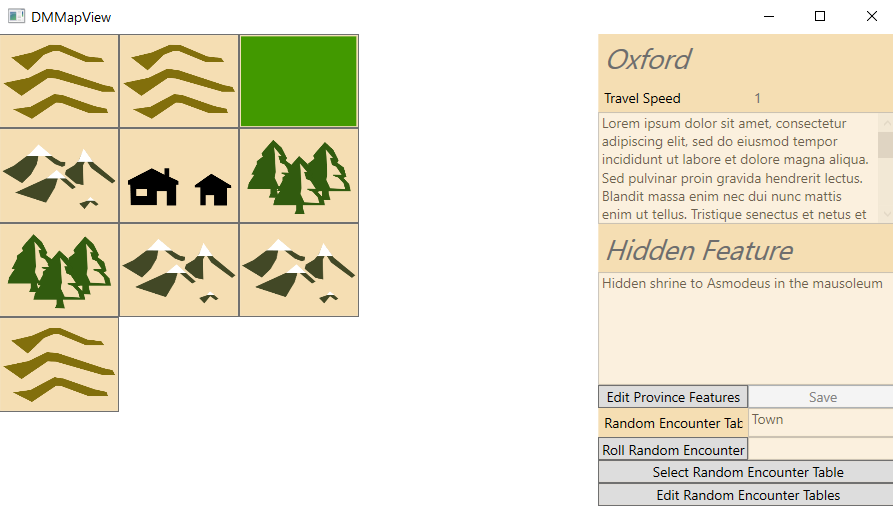 DMMapView
Oxford
Travel Speed 1
Lorem ipsum dolor sit amet, consectetur
adipiscing elit, sed do eiusmod tempor
incididunt ut labore et dolore magna aliqua.
Sed pulvinar proin gravida hendrerit lectus.
Blandit massa enim nec dui nunc mattis
enim ut tellus. Tristique senectus et netus et
Hidden Feature
Hidden shrine to Asmodeus in the mausoleum
Edit Province Features Save
Random Encounter Tab Town
Roll Random Encounter
Select Random Encounter Table
Edit Random Encounter Tables